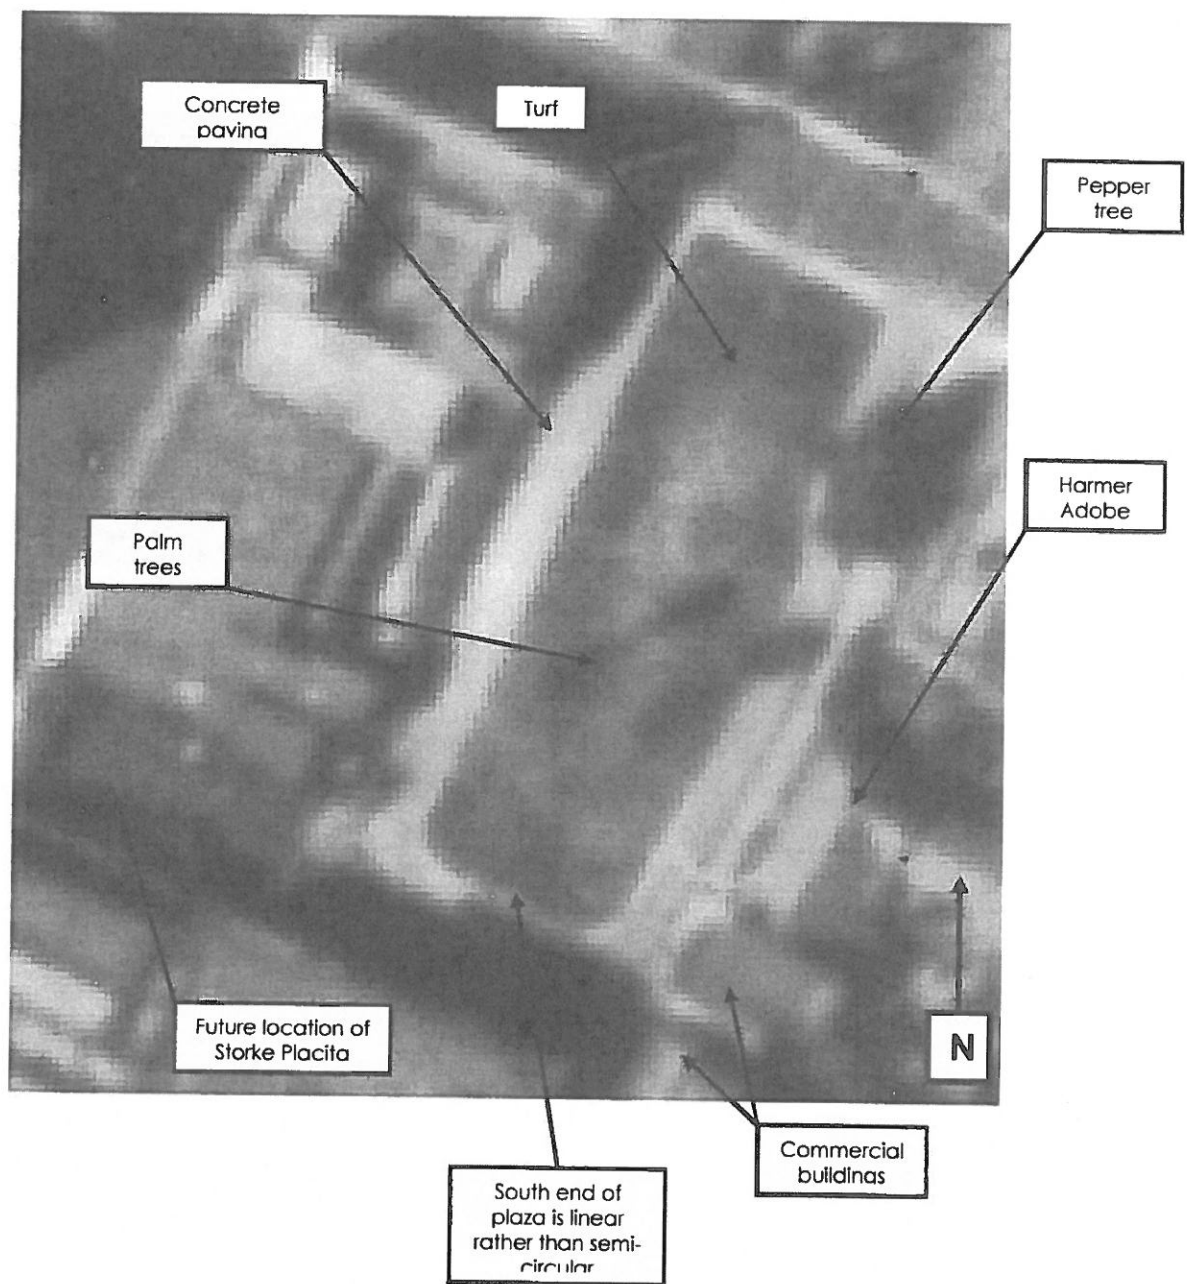 Concrete
paving
Turf
Pepper
tree
Harmer
Adobe
Palm
trees
Future location of
Storke Placita
N
Commercial
buildings
South end of
plaza is linear
rather than semi-
circular